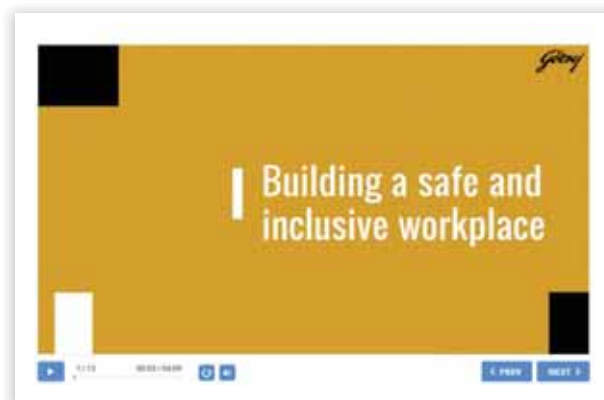 Godrej
Building a safe and
inclusive workplace
PREV
NEXT